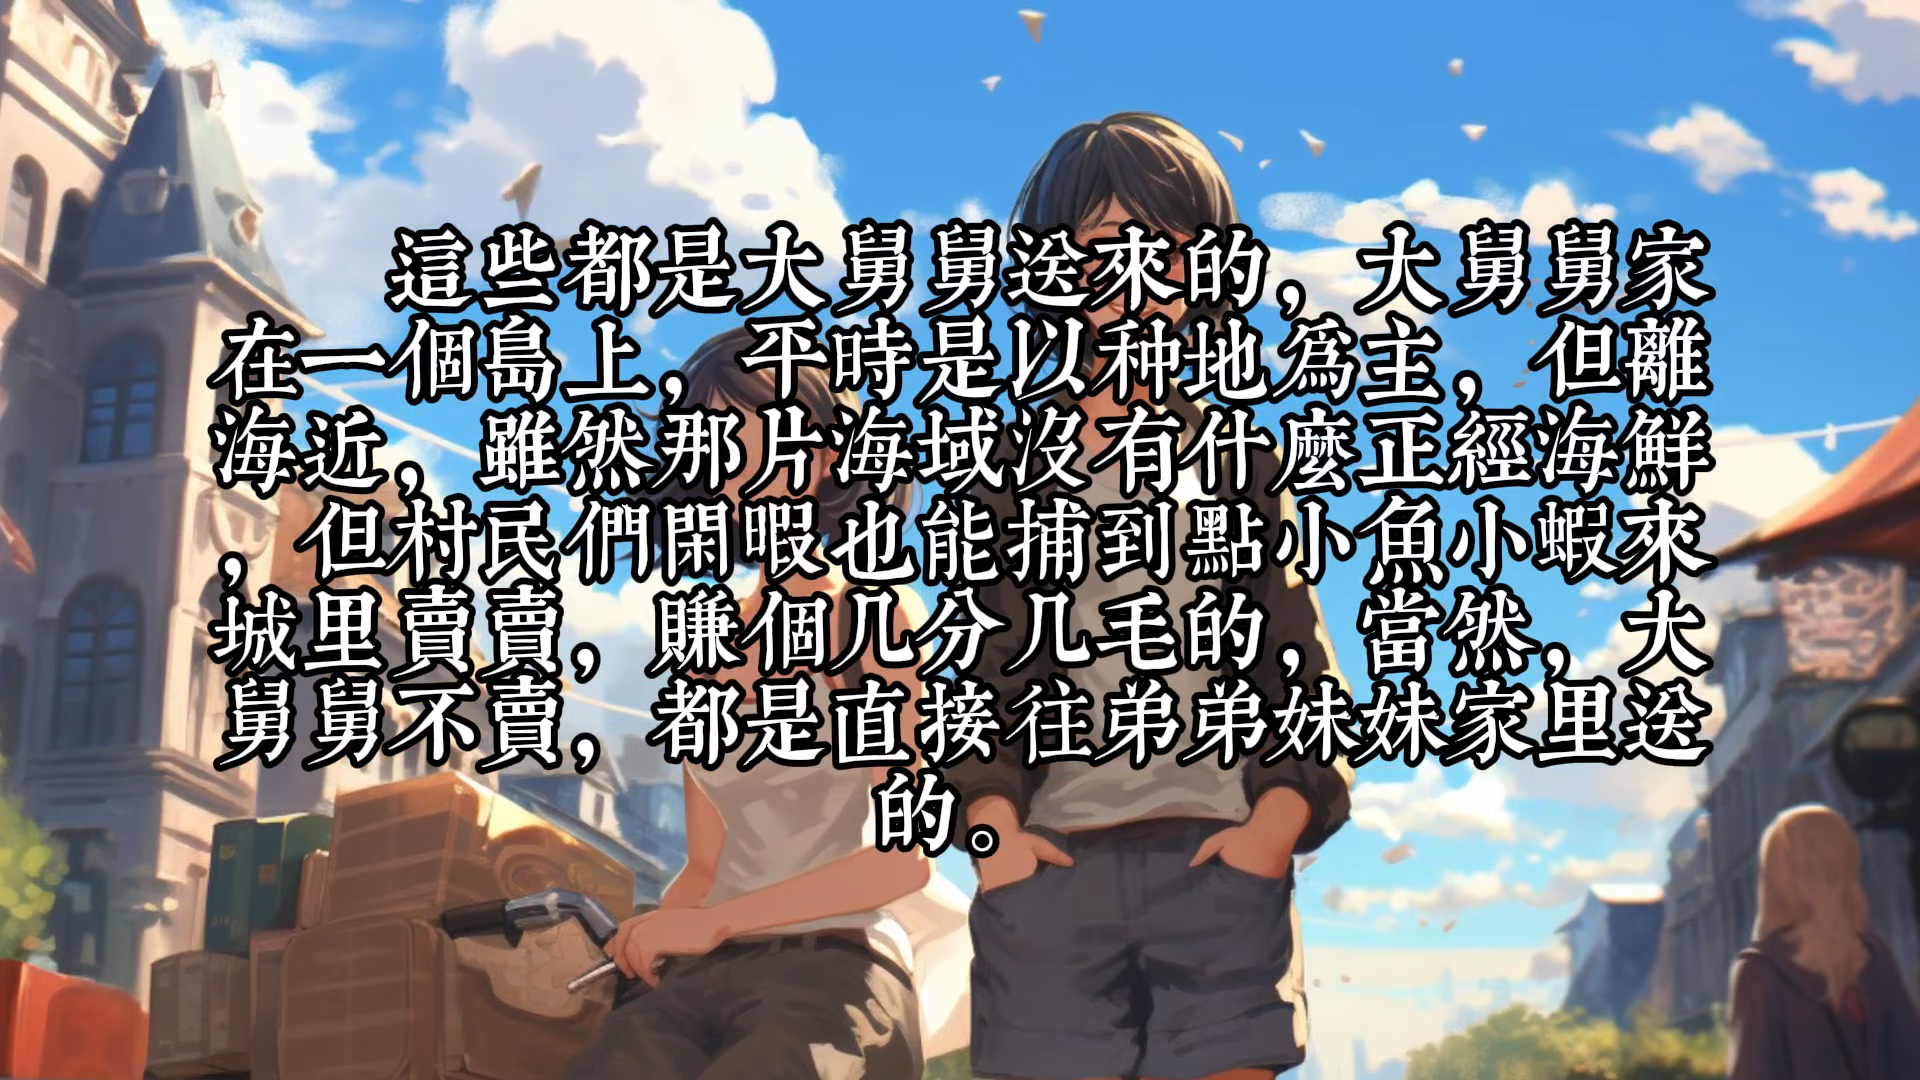 這些都是大舅舅送來的，大舅舅家
在一個島上，平時是以种地爲主，但離
海近，雖然那片海域沒有什麼正經海鮮
，但村民們閑暇也能捕到點小魚小蝦來
城里賣賣，賺個几分几毛的，當然，大
舅舅不賣，都是直接往弟弟妹妹家里送
的。